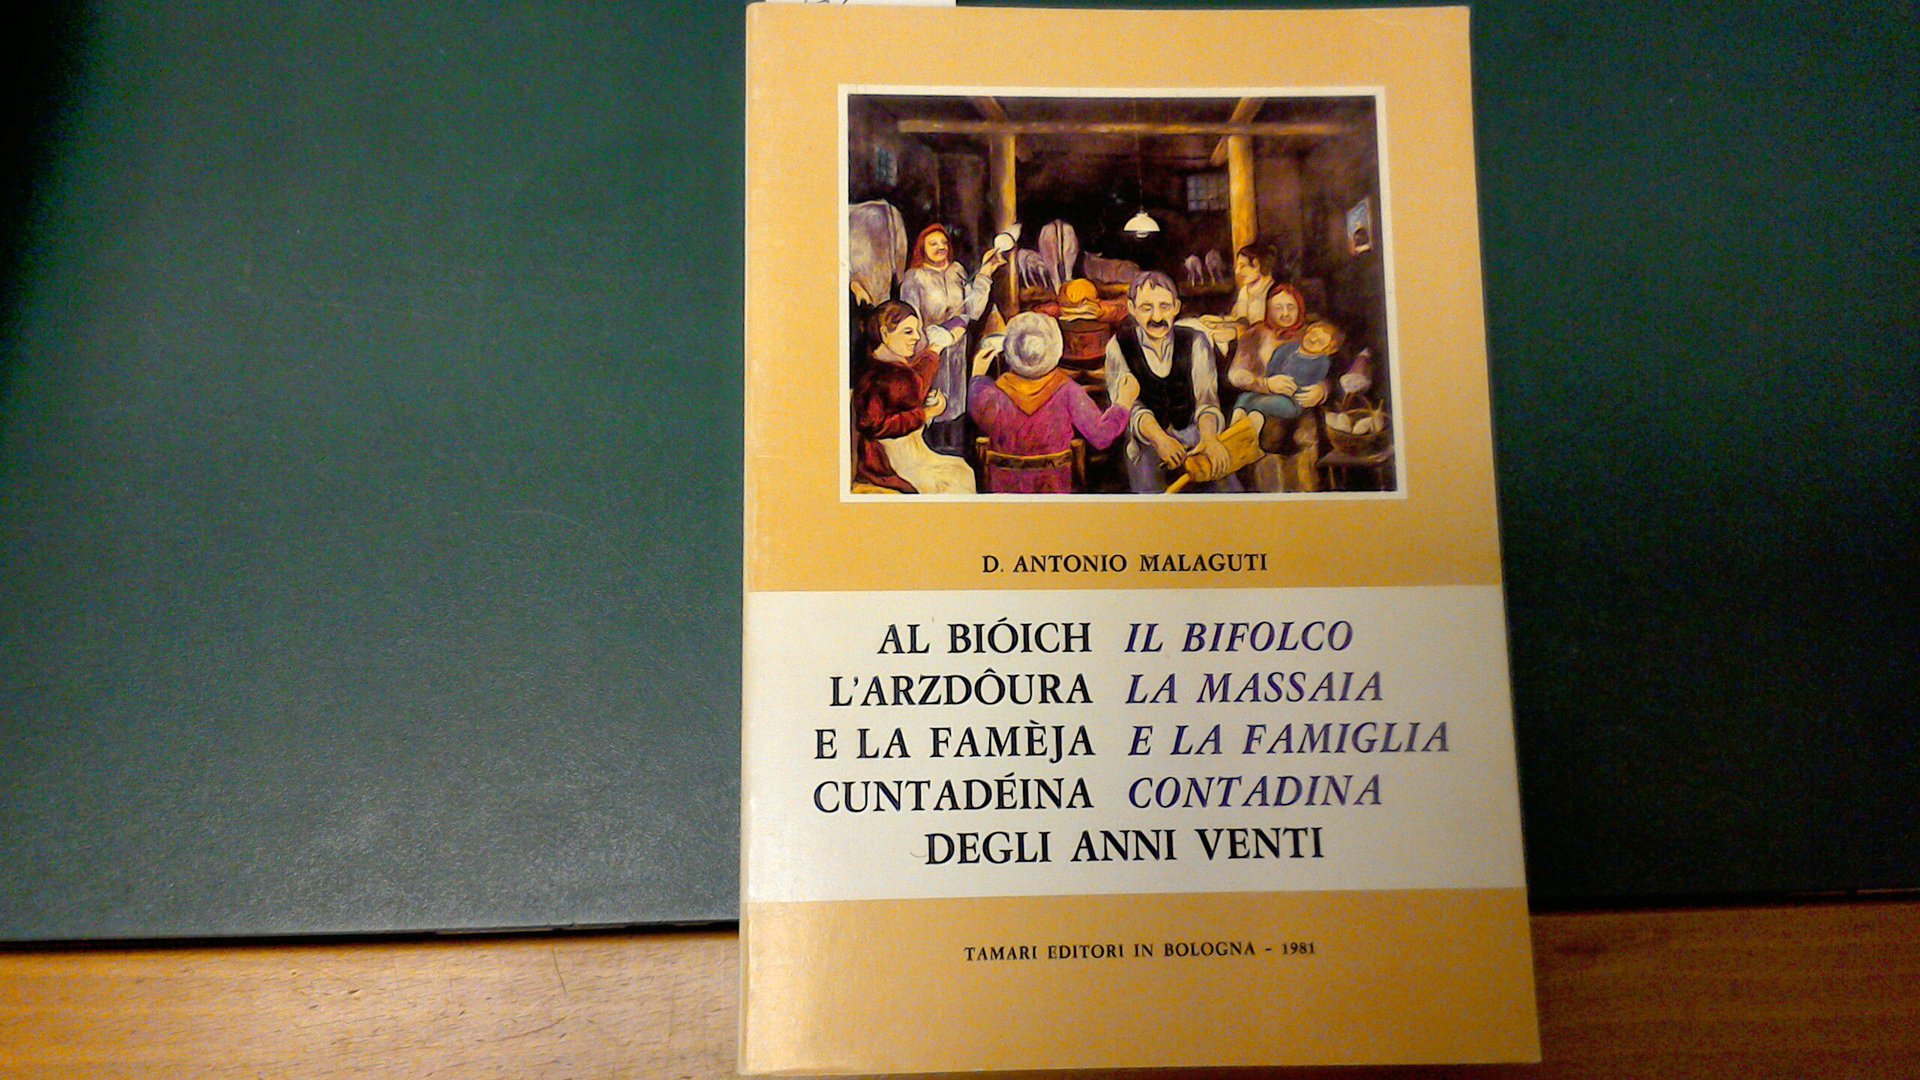 D. ANTONIO MALAGUTI
AL BIÓICH IL BIFOLCO
L'ARZDÔURA LA MASSAIA
E LA FAMÈJA E LA FAMIGLIA
CUNTADÉINA CONTADINA
DEGLI ANNI VENTI
TAMARI EDITORI IN BOLOGNA - 1981